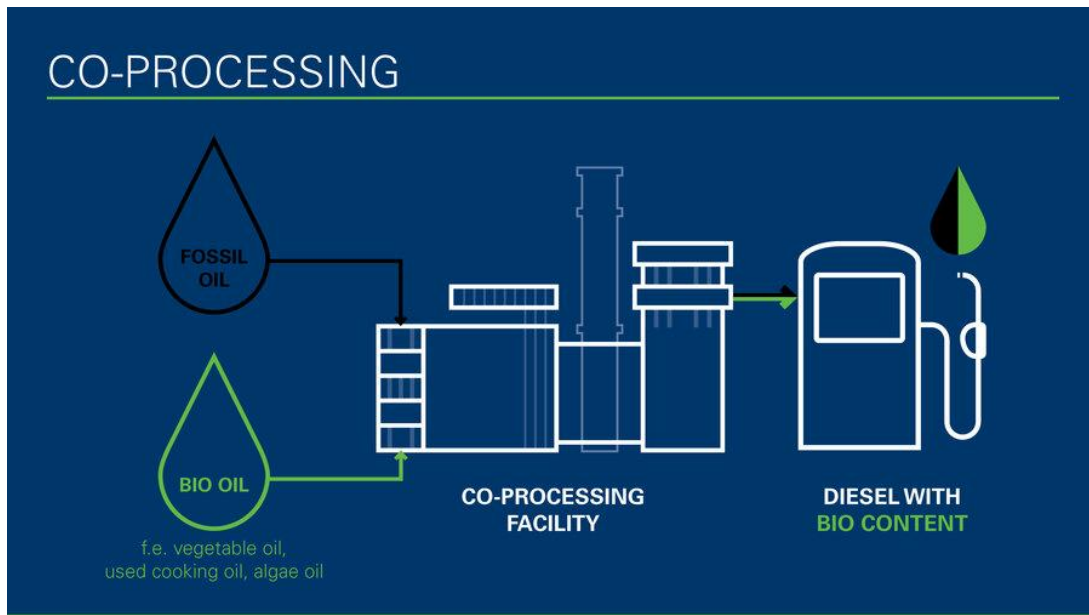 CO-PROCESSING
FOSSIL
OIL
BIO OIL
f.e. vegetable oil,
used cooking oil, algae oil
CO-PROCESSING
FACILITY
DIESEL WITH
BIO CONTENT